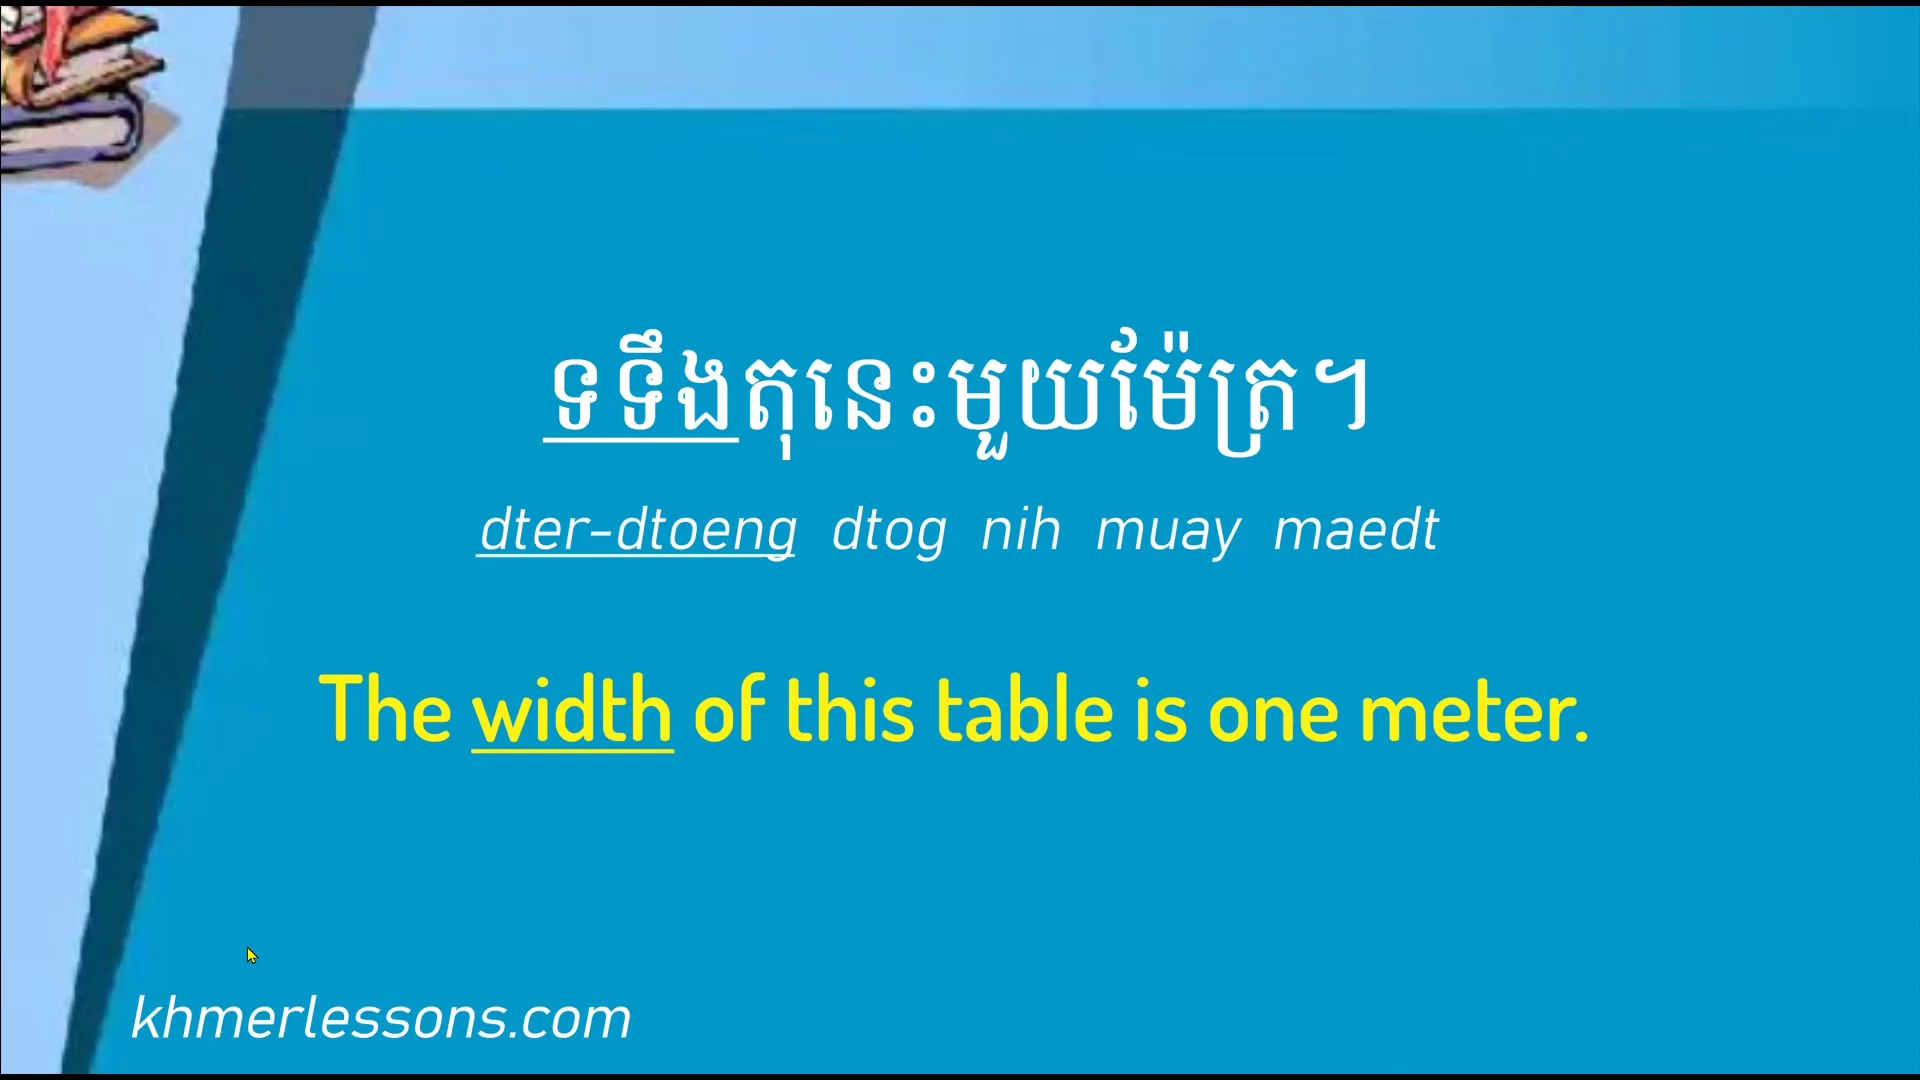 ទទឹងតុនេះមួយម៉ែត្រ។
dter-dtoeng dtog nih muay maedt
The width of this table is one meter.
khmerlessons.com